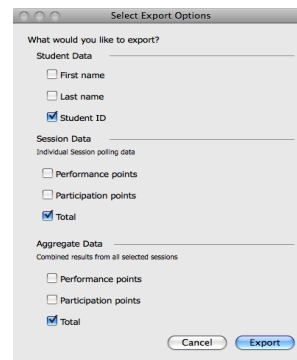 Select Export Options
What would you like to export?
Student Data
First name
Last name
Student ID
Session Data
Individual Session polling data
Performance points
Participation points
Total
Aggregate Data
Combined results from all selected sessions
Performance points
Participation points
Total
Cancel Export